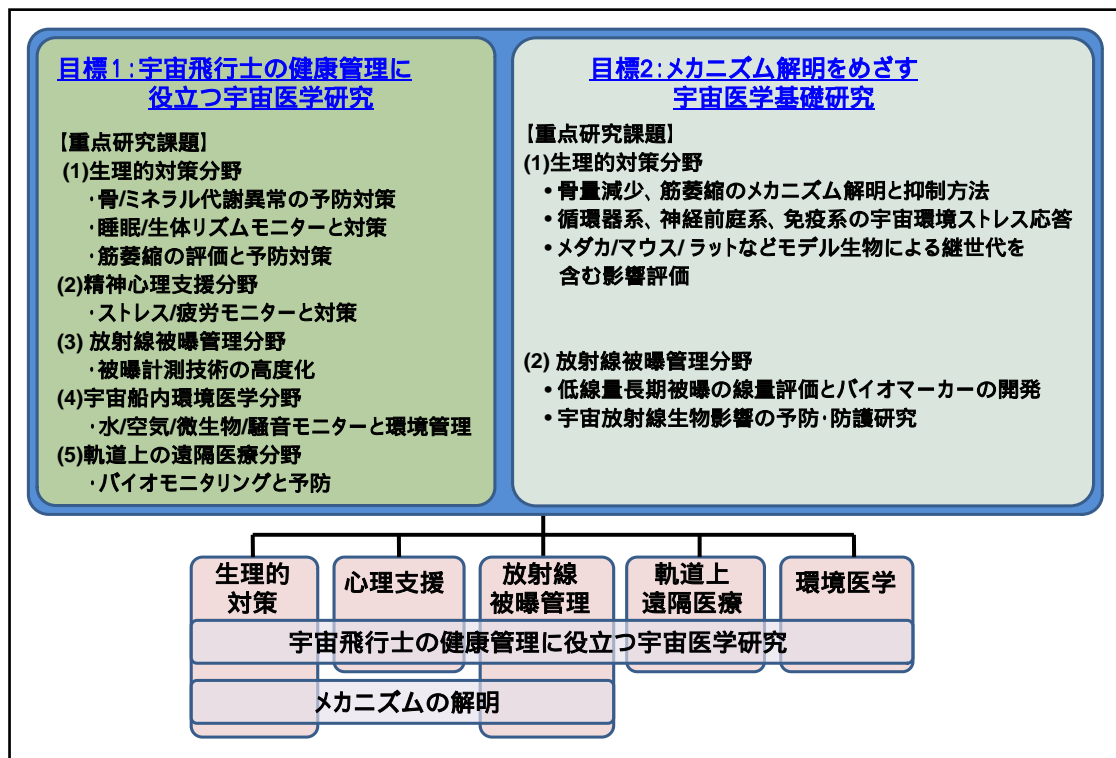 目標1:宇宙飛行士の健康管理に
役立つ宇宙医学研究
【重点研究課題】
(1)生理的対策分野
・骨/ミネラル代謝異常の予防対策
・睡眠/生体リズムモニターと対策
・筋萎縮の評価と予防対策
(2)精神心理支援分野
・ストレス/疲労モニターと対策
(3) 放射線被曝管理分野
・被曝計測技術の高度化
(4)宇宙船内環境医学分野
・水/空気/微生物/騒音モニターと環境管理
(5)軌道上の遠隔医療分野
・バイオモニタリングと予防
目標2:メカニズム解明をめざす
宇宙医学基礎研究
【重点研究課題】
(1)生理的対策分野
• 骨量減少、筋萎縮のメカニズム解明と抑制方法
• 循環器系、神経前庭系、免疫系の宇宙環境ストレス応答
• メダカ/マウス/ラットなどモデル生物による継世代を
含む影響評価
(2) 放射線被曝管理分野
• 低線量長期被曝の線量評価とバイオマーカーの開発
• 宇宙放射線生物影響の予防・防護研究
生理的
対策
心理支援
放射線
被曝管理
軌道上
遠隔医療
環境医学
宇宙飛行士の健康管理に役立つ宇宙医学研究
メカニズムの解明